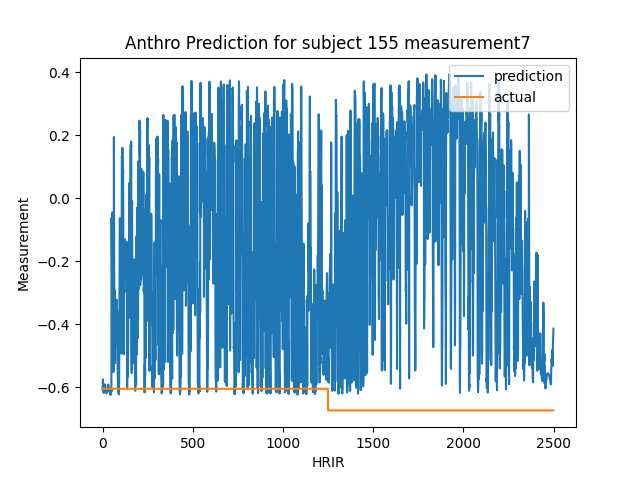 Anthro Prediction for subject 155 measurement7
prediction
actual
Measurement
0.4
0.2
0.0
−0.2
−0.4
−0.6
0 500 1000 1500 2000 2500
HRIR